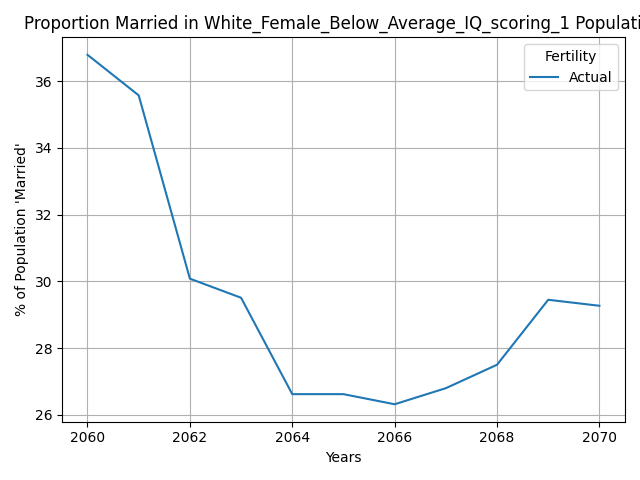 Proportion Married in White_Female_Below_Average_IQ_scoring_1 Populati
Fertility
Actual
% of Population 'Married'
36
34
32
30
28
26
2060 2062 2064 2066 2068 2070
Years